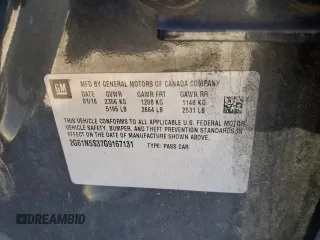 GM
MFD BY GENERAL MOTORS OF CANADA COMPANY
DATE GVWR GAWR FRT GAWR RR
01/16 2356 KG 1208 KG 1148 KG
5195 LB 2664 LB 2531 LB
THIS VEHICLE CONFORMS TO ALL APPLICABLE U.S. FEDERAL MOTOR
VEHICLE SAFETY, BUMPER, AND THEFT PREVENTION STANDARDS IN
EFFECT ON THE DATE OF MANUFACTURE SHOWN ABOVE.
2G61N5S37G9167131 TYPE: PASS CAR
DREAMBID